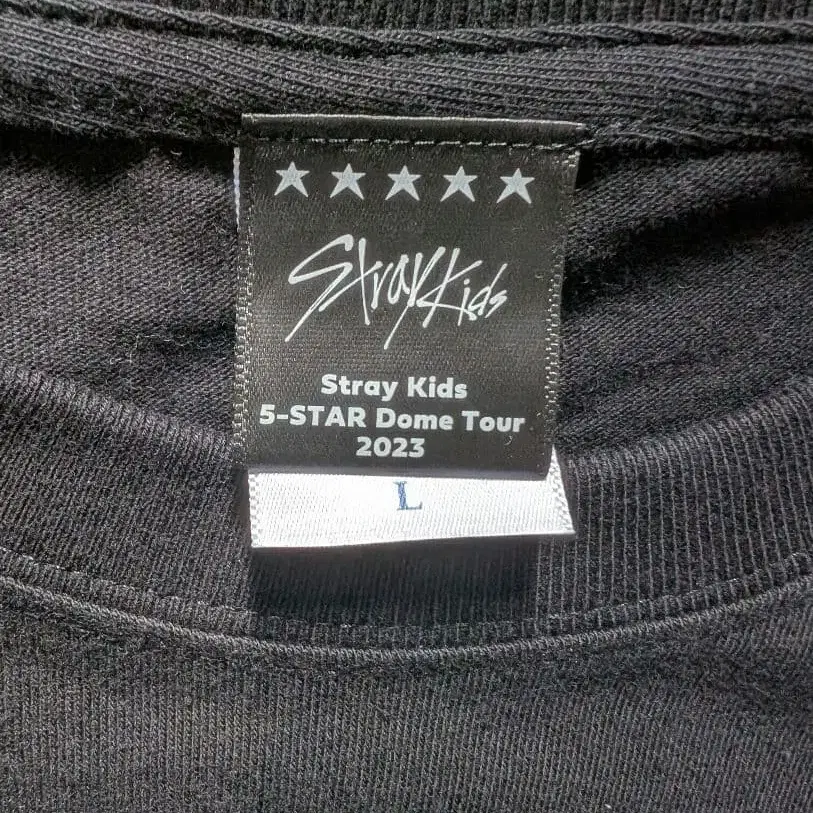 Stray Kids
Stray Kids
5-STAR Dome Tour
2023
L